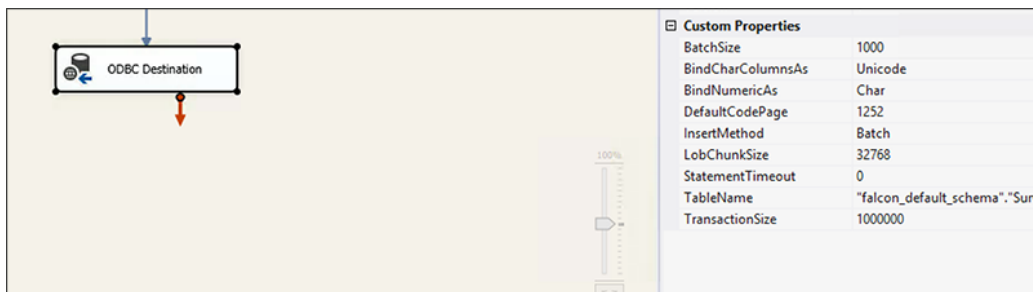 ODBC Destination
100%
Custom Properties
BatchSize 1000
BindCharColumnsAs Unicode
BindNumericAs Char
DefaultCodePage 1252
InsertMethod Batch
LobChunkSize 32768
StatementTimeout 0
TableName "falcon_default_schema"."Sur
TransactionSize 1000000